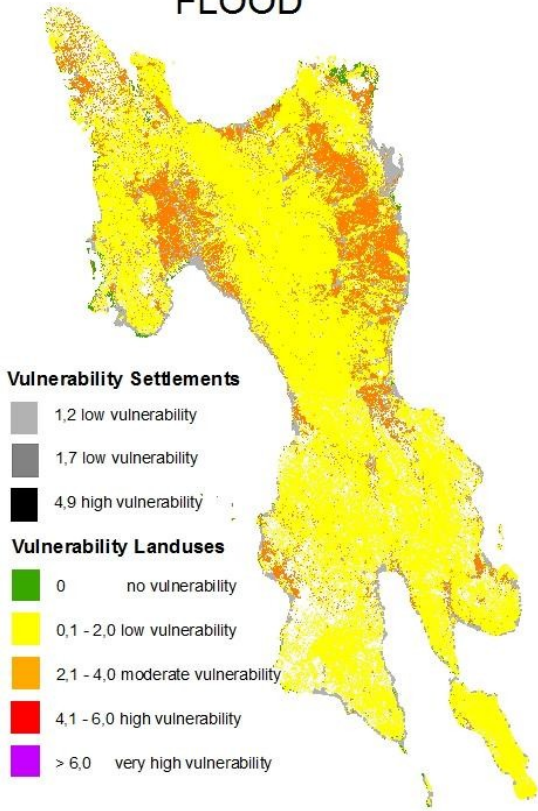 FLOOD
Vulnerability Settlements
1,2 low vulnerability
1,7 low vulnerability
4,9 high vulnerability
Vulnerability Landuses
0 no vulnerability
0,1 - 2,0 low vulnerability
2,1 - 4,0 moderate vulnerability
4,1 - 6,0 high vulnerability
> 6,0 very high vulnerability